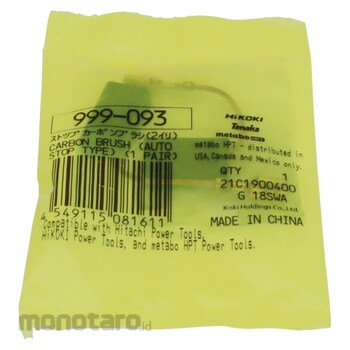 999-093
ストップ カーボンブラシ(2イリ)
CARBON BRUSH (AUTO
STOP TYPE) (1 PAIR)
4 549115 081611
Compatible with Hitachi Power Tools,
HiKOKI Power Tools, and metabo HPT Power Tools.
HiKOKI
Tanaka
metabo HPT
metabo HPT - distributed in
USA, Canada and Mexico only.
QTY 1
21C1900400
G 18SWA
Koki Holdings Co.,Ltd.
MADE IN CHINA
monotaro.id